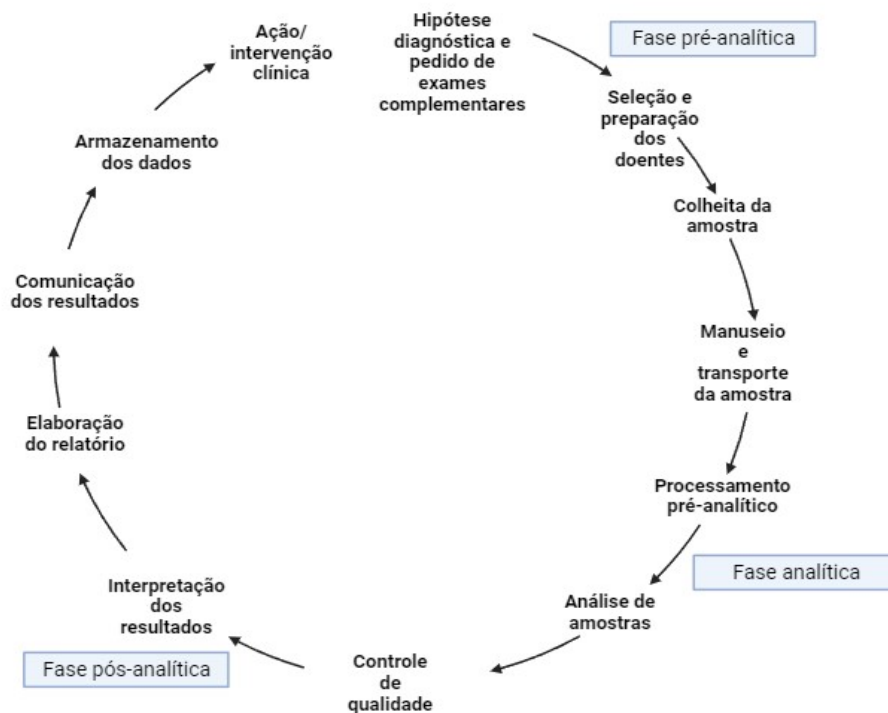 Hipótese
diagnóstica e
pedido de
exames
complementares
Fase pré-analítica
Seleção e
preparação
dos
doentes
Colheita da
amostra
Manuseio
e
transporte
da amostra
Processamento
pré-analítico
Fase analítica
Análise de
amostras
Controle
de
qualidade
Fase pós-analítica
Interpretação
dos
resultados
Elaboração
do relatório
Comunicação
dos resultados
Armazenamento
dos dados
Ação/
intervenção
clínica